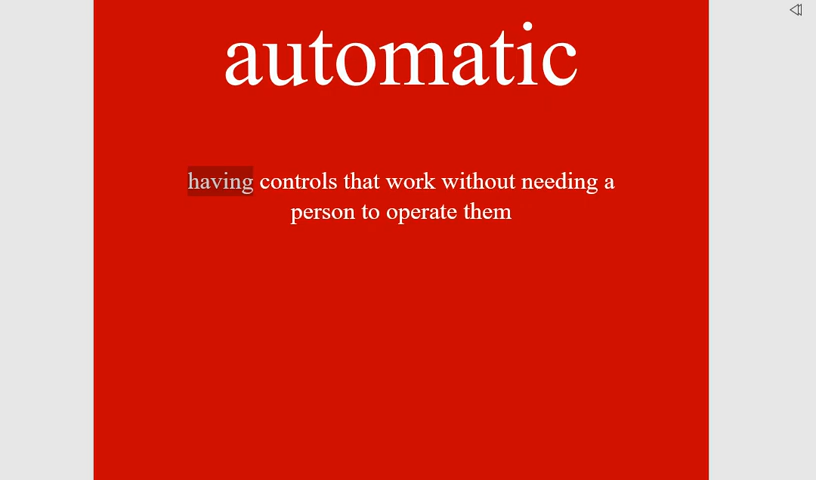 automatic
having controls that work without needing a
person to operate them